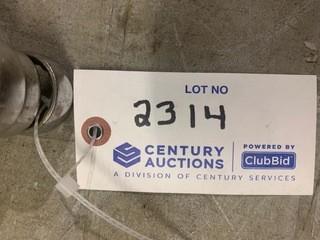 LOT NO
2314
CENTURY AUCTIONS
POWERED BY
ClubBid
A DIVISION OF CENTURY SERVICES